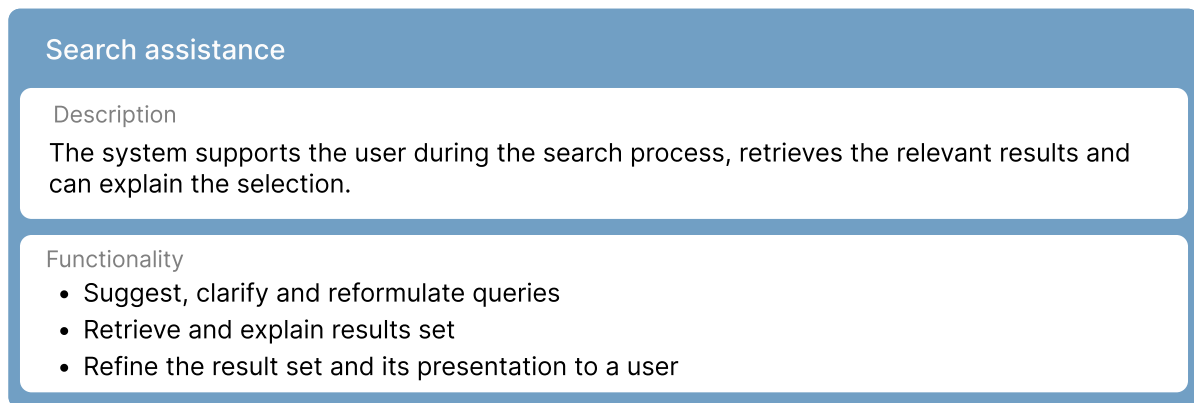 Search assistance
Description
The system supports the user during the search process, retrieves the relevant results and
can explain the selection.
Functionality
• Suggest, clarify and reformulate queries
• Retrieve and explain results set
• Refine the result set and its presentation to a user